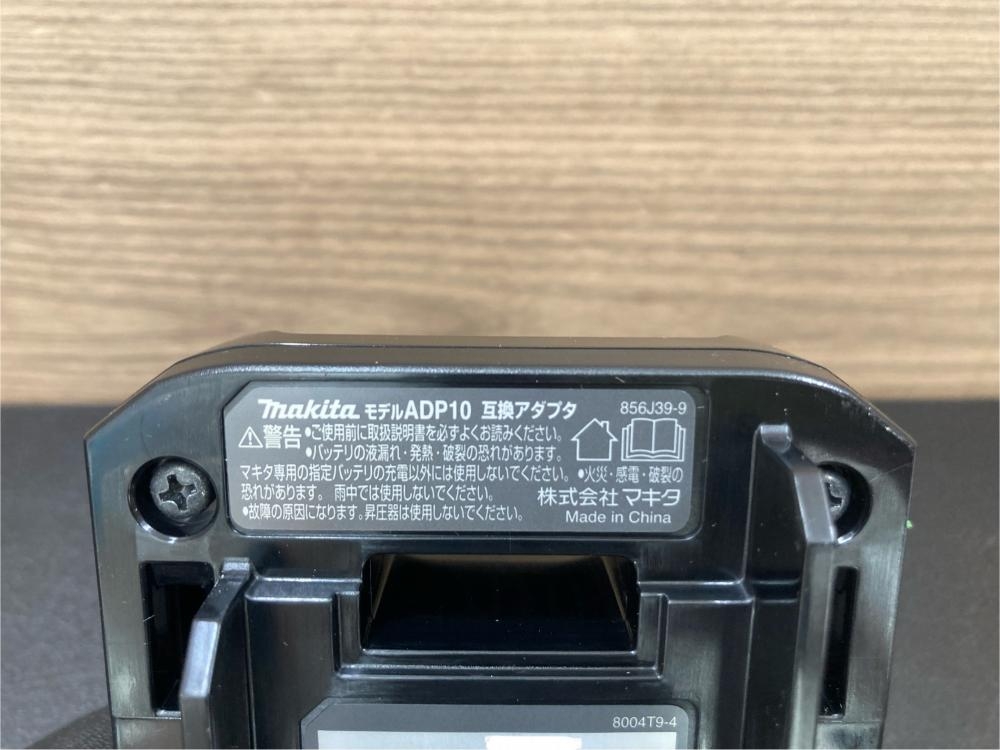 makita モデルADP10 互換アダプタ 856J39-9
⚠警告 •ご使用前に取扱説明書を必ずよくお読みください。
•バッテリの液漏れ・発熱・破裂の恐れがあります。
マキタ専用の指定バッテリの充電以外には使用しないでください。 •火災・感電・破裂の
恐れがあります。 雨中では使用しないでください。 株式会社 マキタ
•故障の原因になります。昇圧器は使用しないでください。 Made in China
8004T9-4